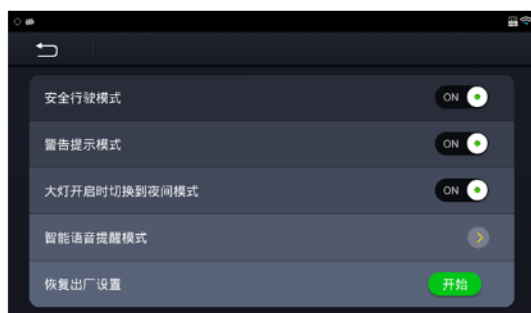 安全行驶模式 ON
警告提示模式 ON
大灯开启时切换到夜间模式 ON
智能语音提醒模式
恢复出厂设置 开始